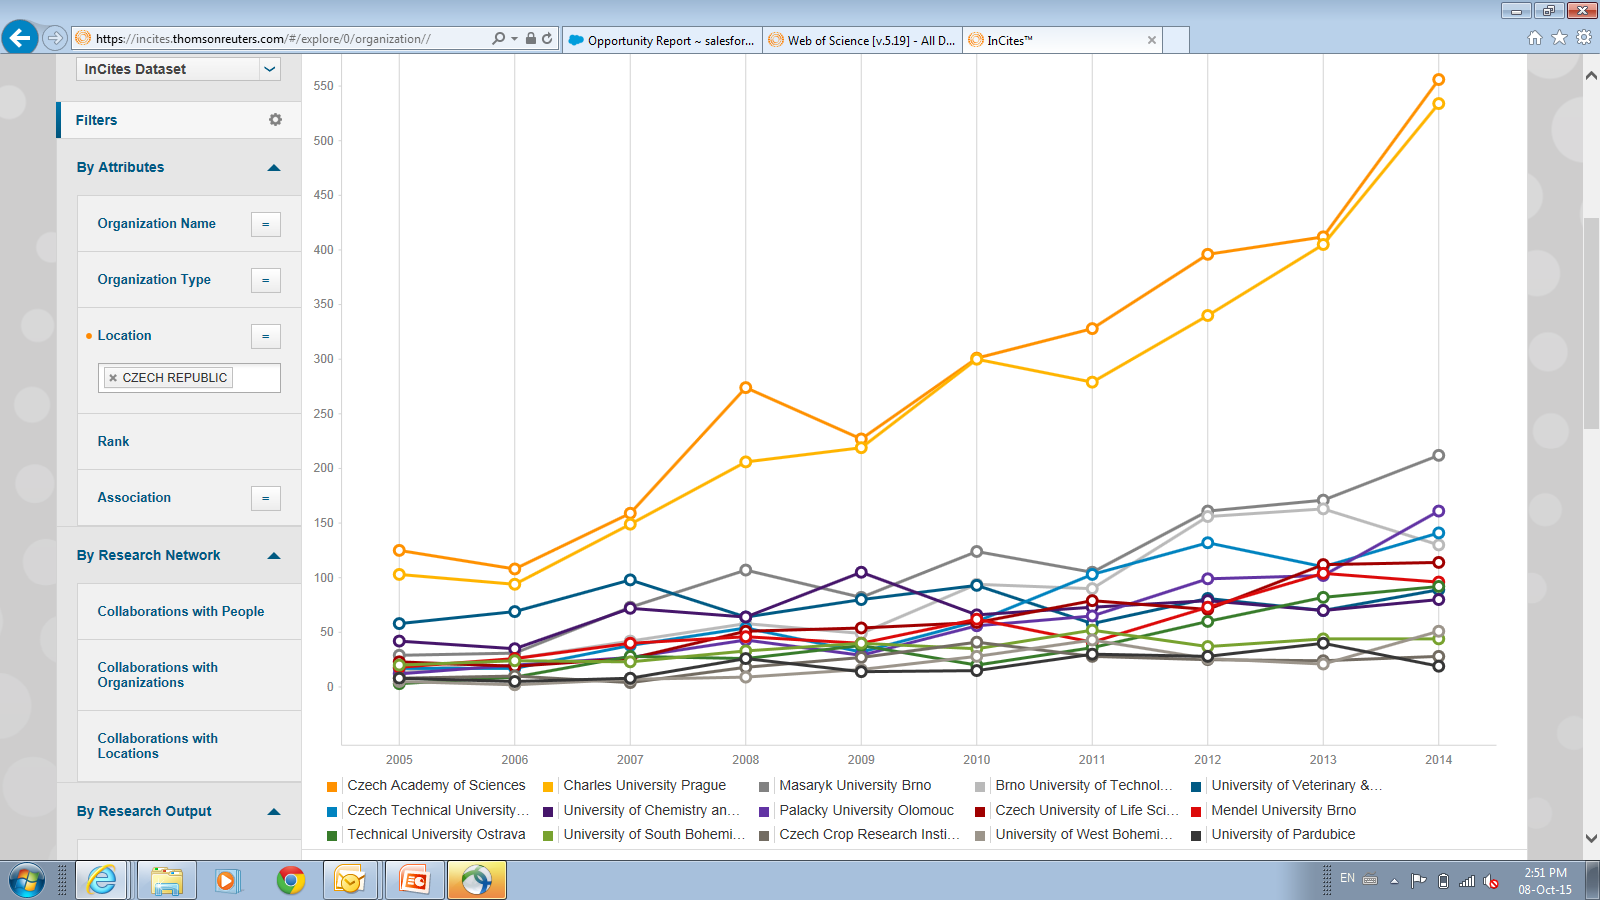 https://incites.thomsonreuters.com/#/explore/0/organization//
Opportunity Report ~ salesfor...
Web of Science [v.5.19] - All D...
InCites™
InCites Dataset
Filters
By Attributes
Organization Name
=
Organization Type
=
Location
=
CZECH REPUBLIC
Rank
Association
=
By Research Network
Collaborations with People
Collaborations with
Organizations
Collaborations with
Locations
By Research Output
550
500
450
400
350
300
250
200
150
100
50
0
2005 2006 2007 2008 2009 2010 2011 2012 2013 2014
Czech Academy of Sciences Charles University Prague Masaryk University Brno Brno University of Technol... University of Veterinary &...
Czech Technical University... University of Chemistry an... Palacky University Olomouc Czech University of Life Sci... Mendel University Brno
Technical University Ostrava University of South Bohemi... Czech Crop Research Insti... University of West Bohemi... University of Pardubice
EN
2:51 PM
08-Oct-15